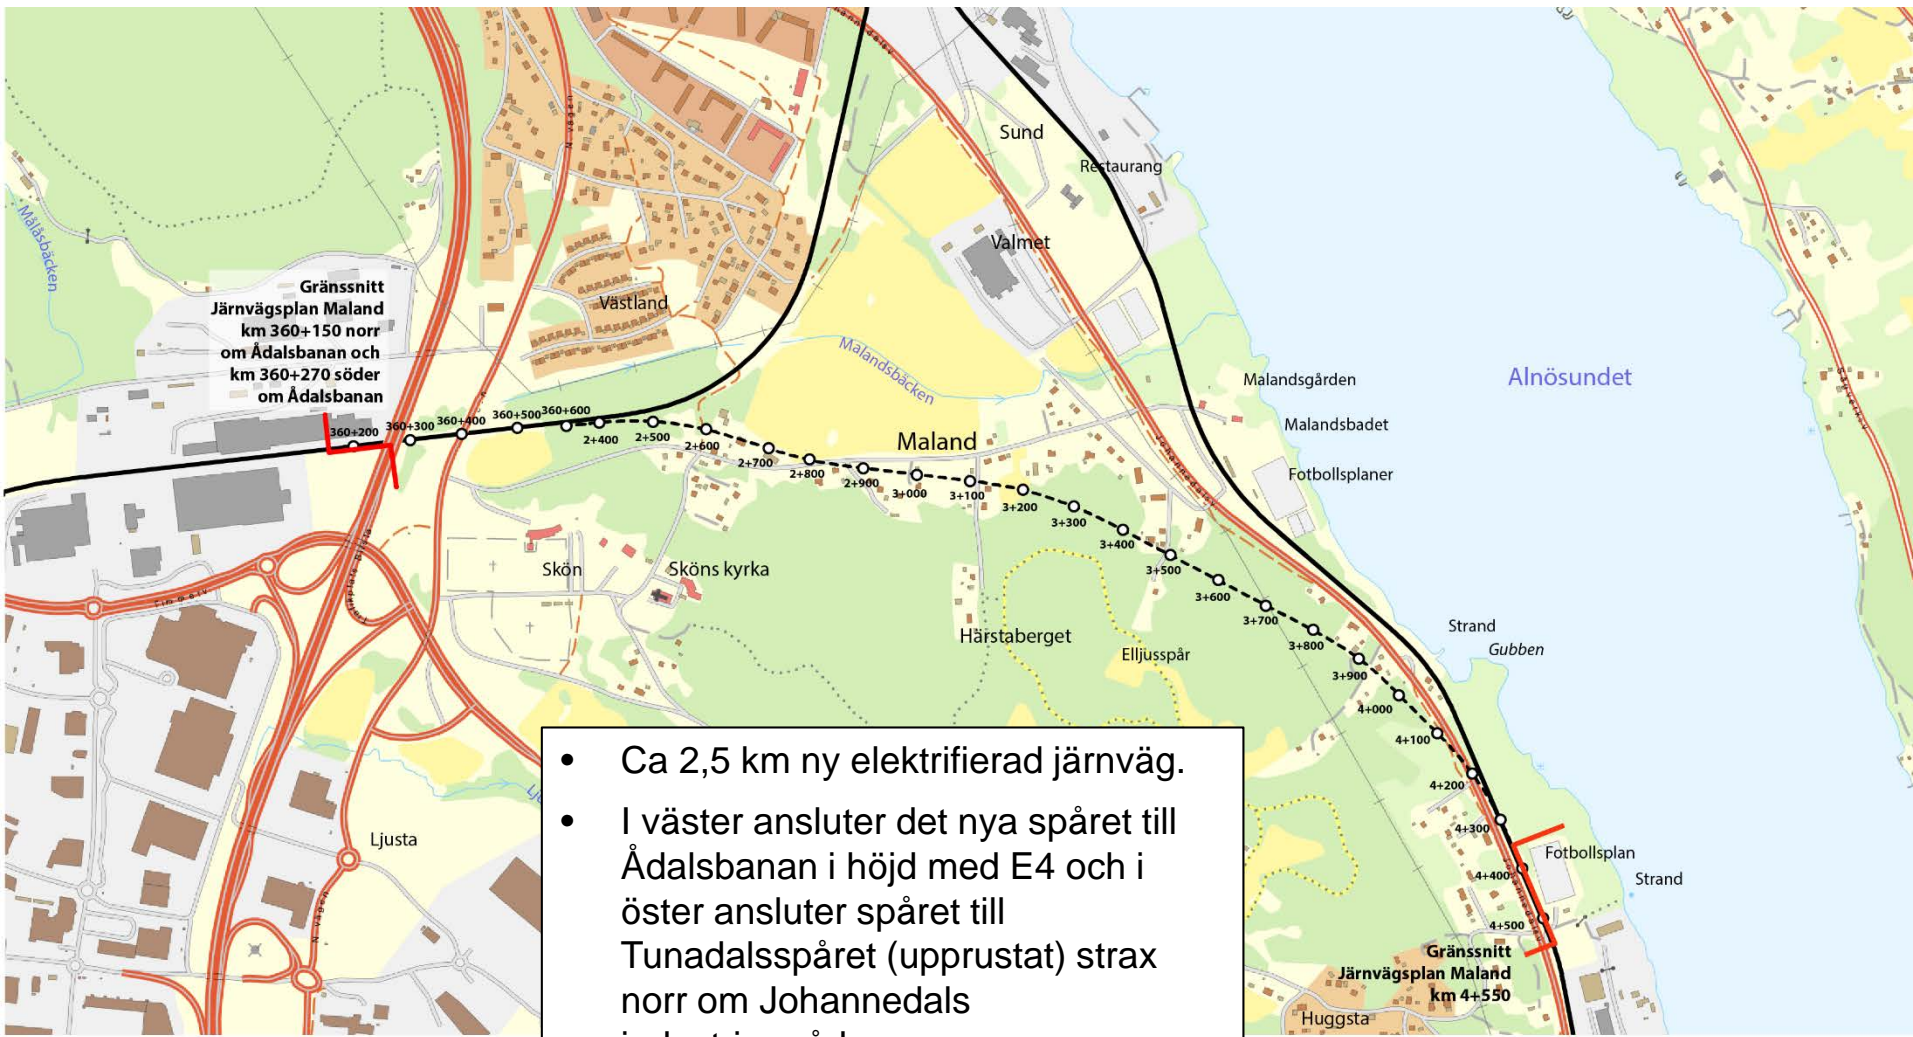 Sund
Restaurang
Målåsbäcken
Valmet
N.vägen
Gränssnitt
Järnvägsplan Maland
km 360+150 norr
om Ådalsbanan och
km 360+270 söder
om Ådalsbanan
Västland
Malandsbäcken
Malandsgården
Alnösundet
Malandsbadet
Fotbollsplaner
Maland
Johannedalsv.
360+200
360+300
360+400
360+500
360+600
2+400
2+500
2+600
2+700
2+800
2+900
3+000
3+100
3+200
3+300
3+400
3+500
3+600
3+700
3+800
3+900
4+000
4+100
4+200
4+300
4+400
4+500
Skön
Sköns kyrka
Härstaberget
Elljusspår
Strand
Gubben
Timmerv.
Trafikplats Birsta
Ljusta
N.vägen
Fotbollsplan
Strand
Gränssnitt
Järnvägsplan Maland
km 4+550
Huggsta
• Ca 2,5 km ny elektrifierad järnväg.
• I väster ansluter det nya spåret till
Ådalsbanan i höjd med E4 och i
öster ansluter spåret till
Tunadalsspåret (upprustat) strax
norr om Johannedals